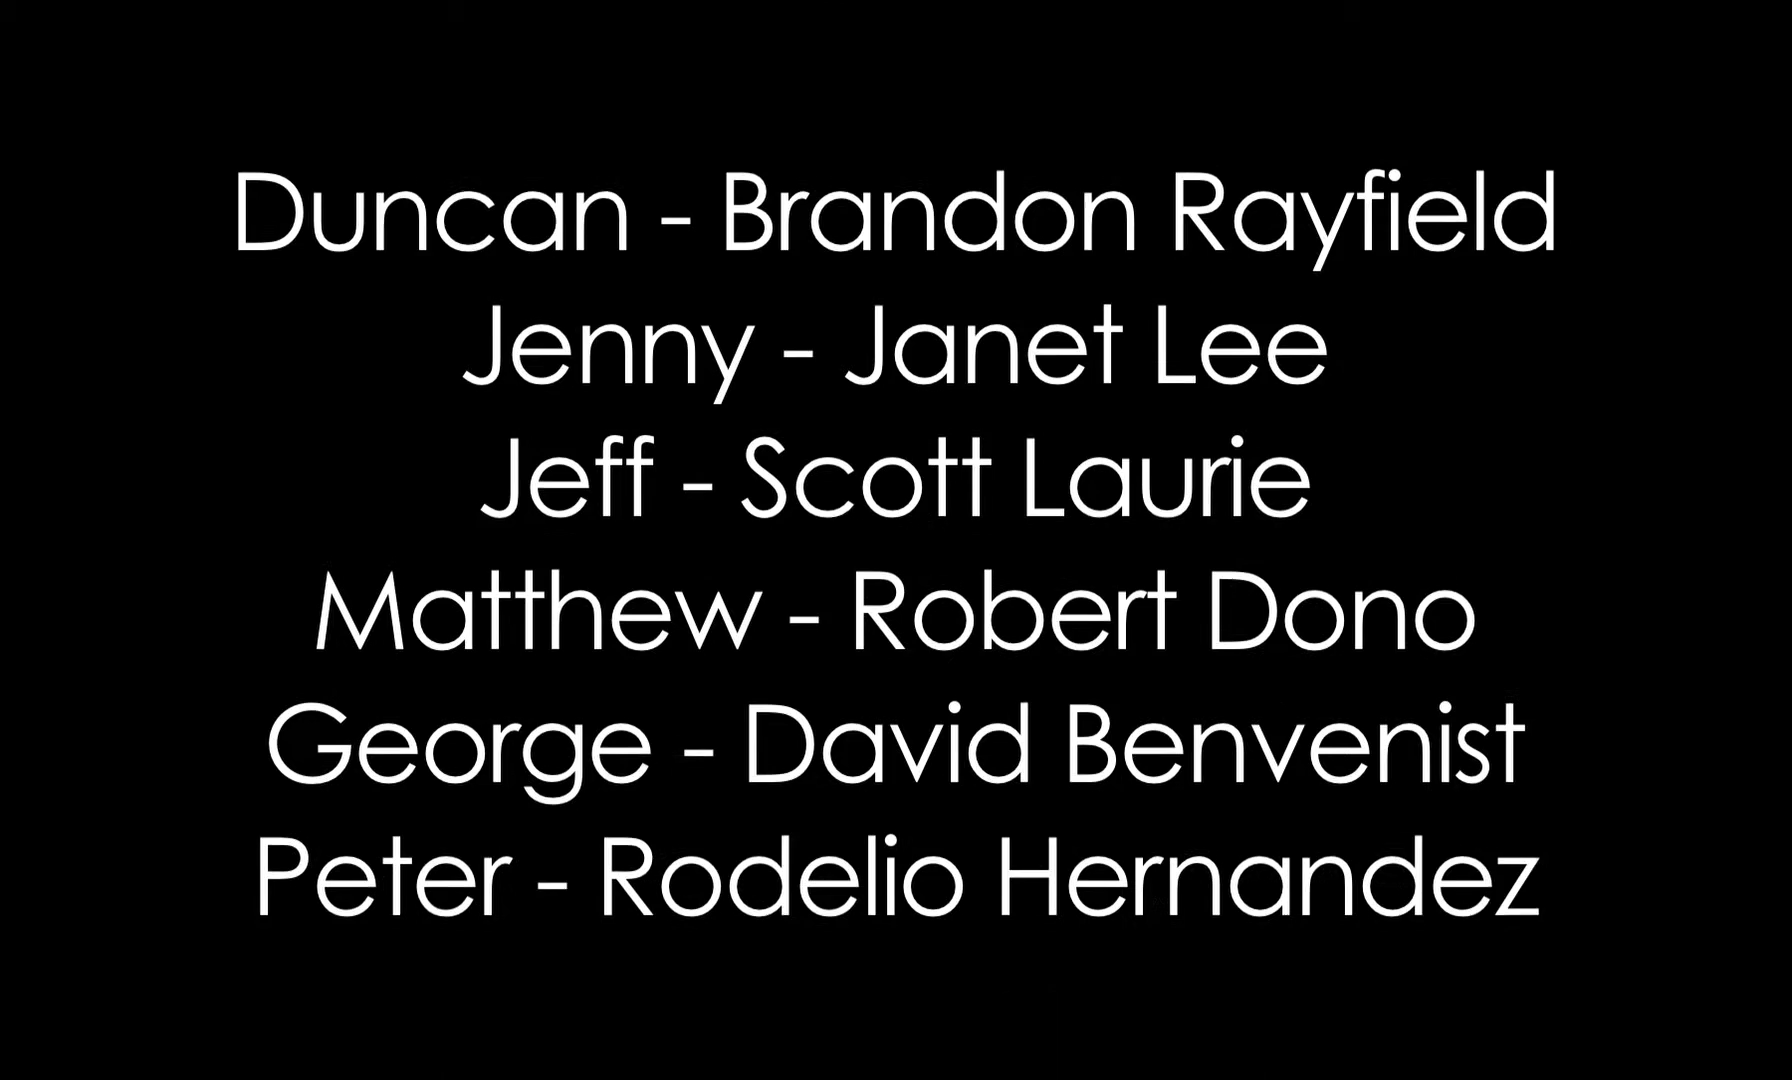 Duncan - Brandon Rayfield
Jenny - Janet Lee
Jeff - Scott Laurie
Matthew - Robert Dono
George - David Benvenist
Peter - Rodelio Hernandez